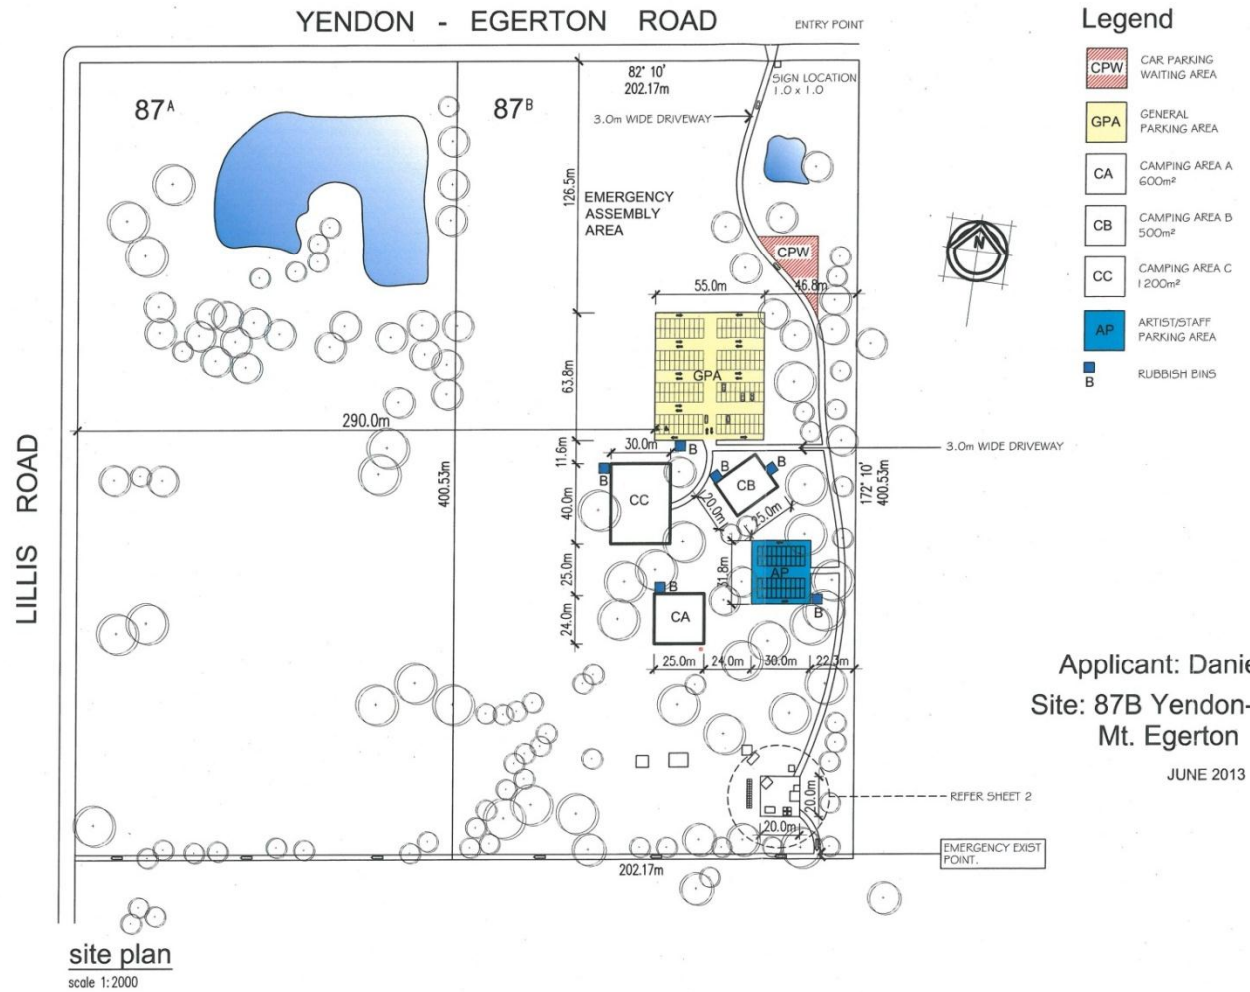 YENDON - EGERTON ROAD
ENTRY POINT
87A
87B
82° 10'
202.17m
SIGN LOCATION
1.0 x 1.0
3.0m WIDE DRIVEWAY
126.5m
EMERGENCY
ASSEMBLY
AREA
CPW
55.0m
46.8m
N
63.8m
GPA
290.0m
LILLIS ROAD
400.53m
11.6m
30.0m
B
3.0m WIDE DRIVEWAY
172° 10'
400.53m
B
CC
B
CB
B
40.0m
20.0m
25.0m
25.0m
31.8m
AP
B
B
24.0m
CA
25.0m
24.0m
30.0m
22.3m
REFER SHEET 2
20.0m
20.0m
EMERGENCY EXIST
POINT.
202.17m
site plan
scale 1:2000
Legend
CPW
CAR PARKING
WAITING AREA
GPA
GENERAL
PARKING AREA
CA
CAMPING AREA A
600m²
CB
CAMPING AREA B
500m²
CC
CAMPING AREA C
1200m²
AP
ARTIST/STAFF
PARKING AREA
B
RUBBISH BINS
Applicant: Danie
Site: 87B Yendon-
Mt. Egerton
JUNE 2013